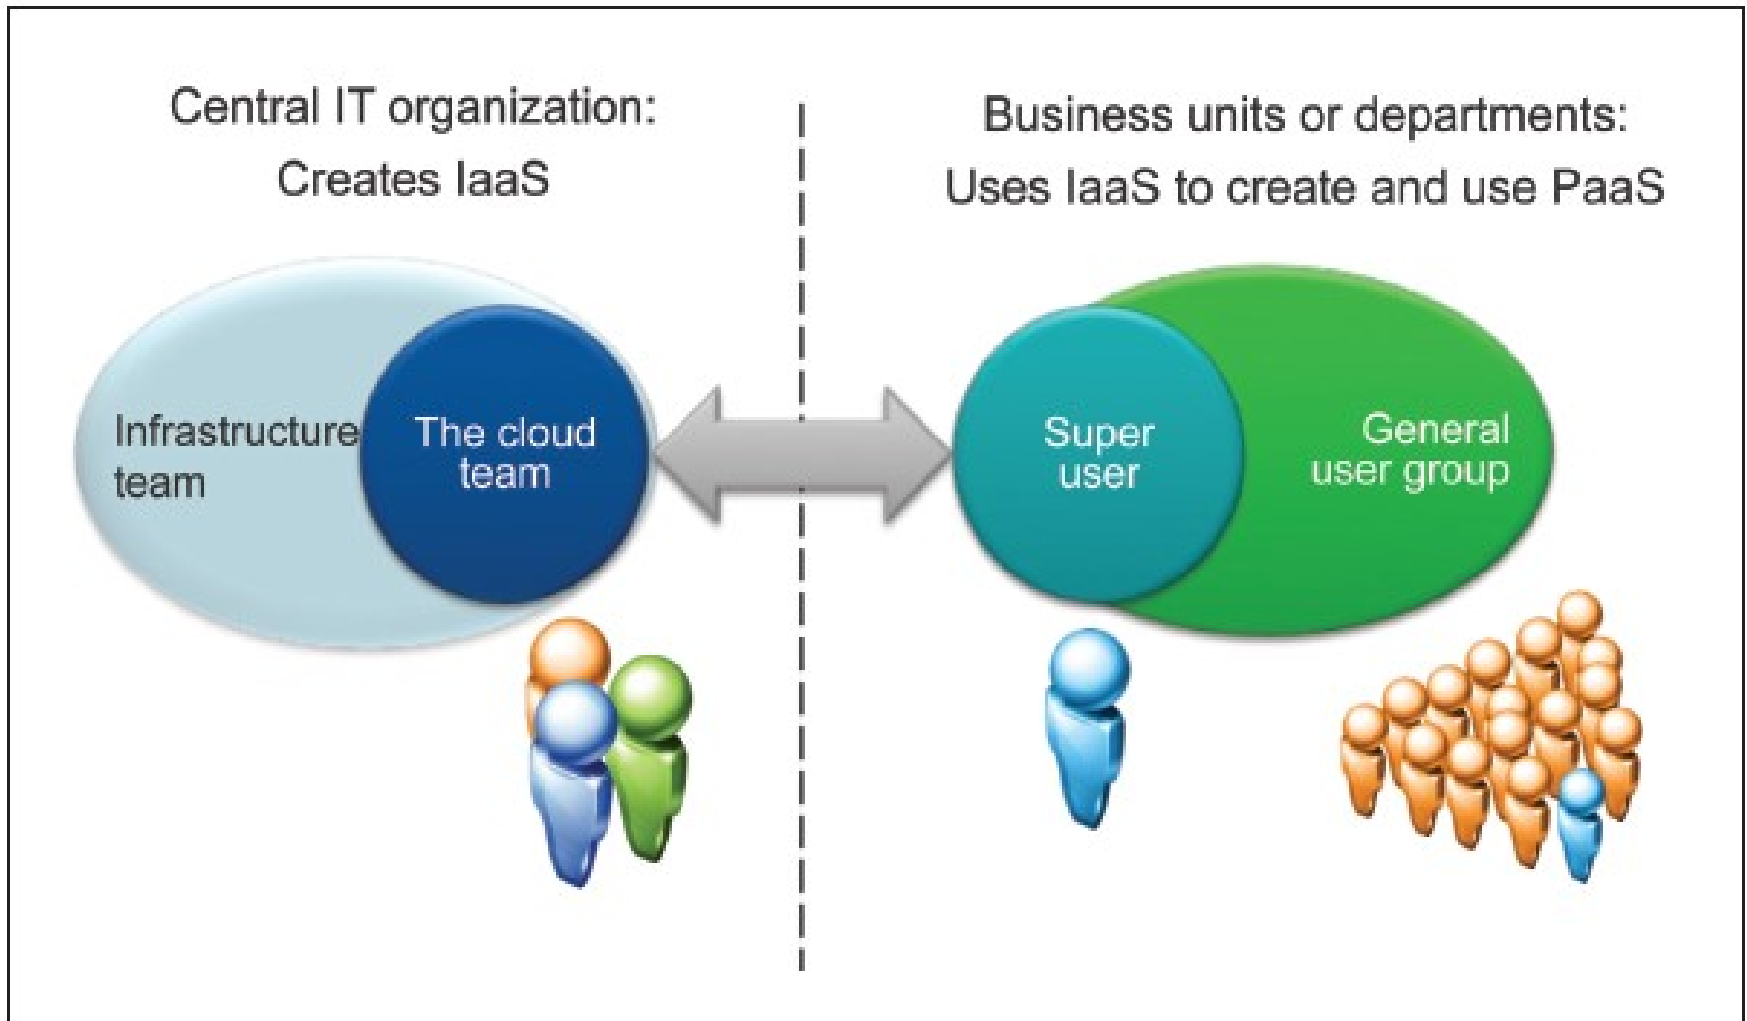 Central IT organization:
Creates IaaS
Business units or departments:
Uses IaaS to create and use PaaS
Infrastructure
team
The cloud
team
Super
user
General
user group